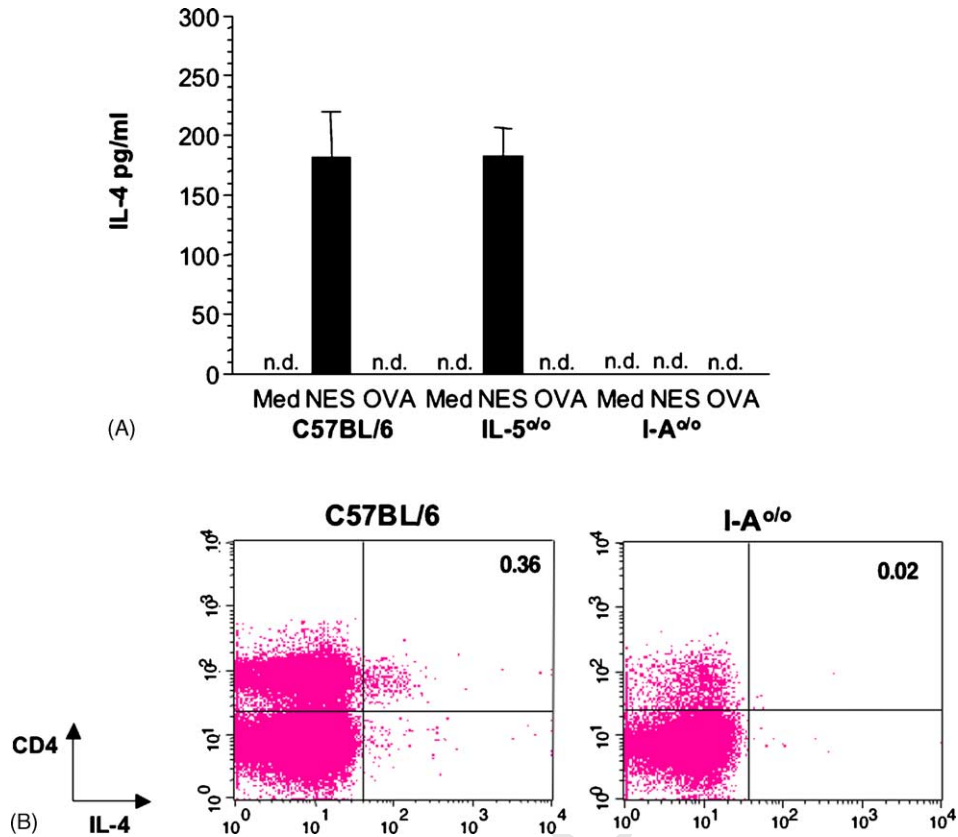 300
250
200
150
100
50
0
IL-4 pg/ml
n.d. n.d. n.d. n.d. n.d. n.d. n.d.
Med NES OVA Med NES OVA Med NES OVA
C57BL/6 IL-5o/o I-Ao/o
(A)
C57BL/6 I-Ao/o
10^4 0.36 10^4 0.02
10^3 10^3
10^2 10^2
10^1 10^1
10^0 10^0
CD4
IL-4
10^0 10^1 10^2 10^3 10^4 10^0 10^1 10^2 10^3 10^4
(B)